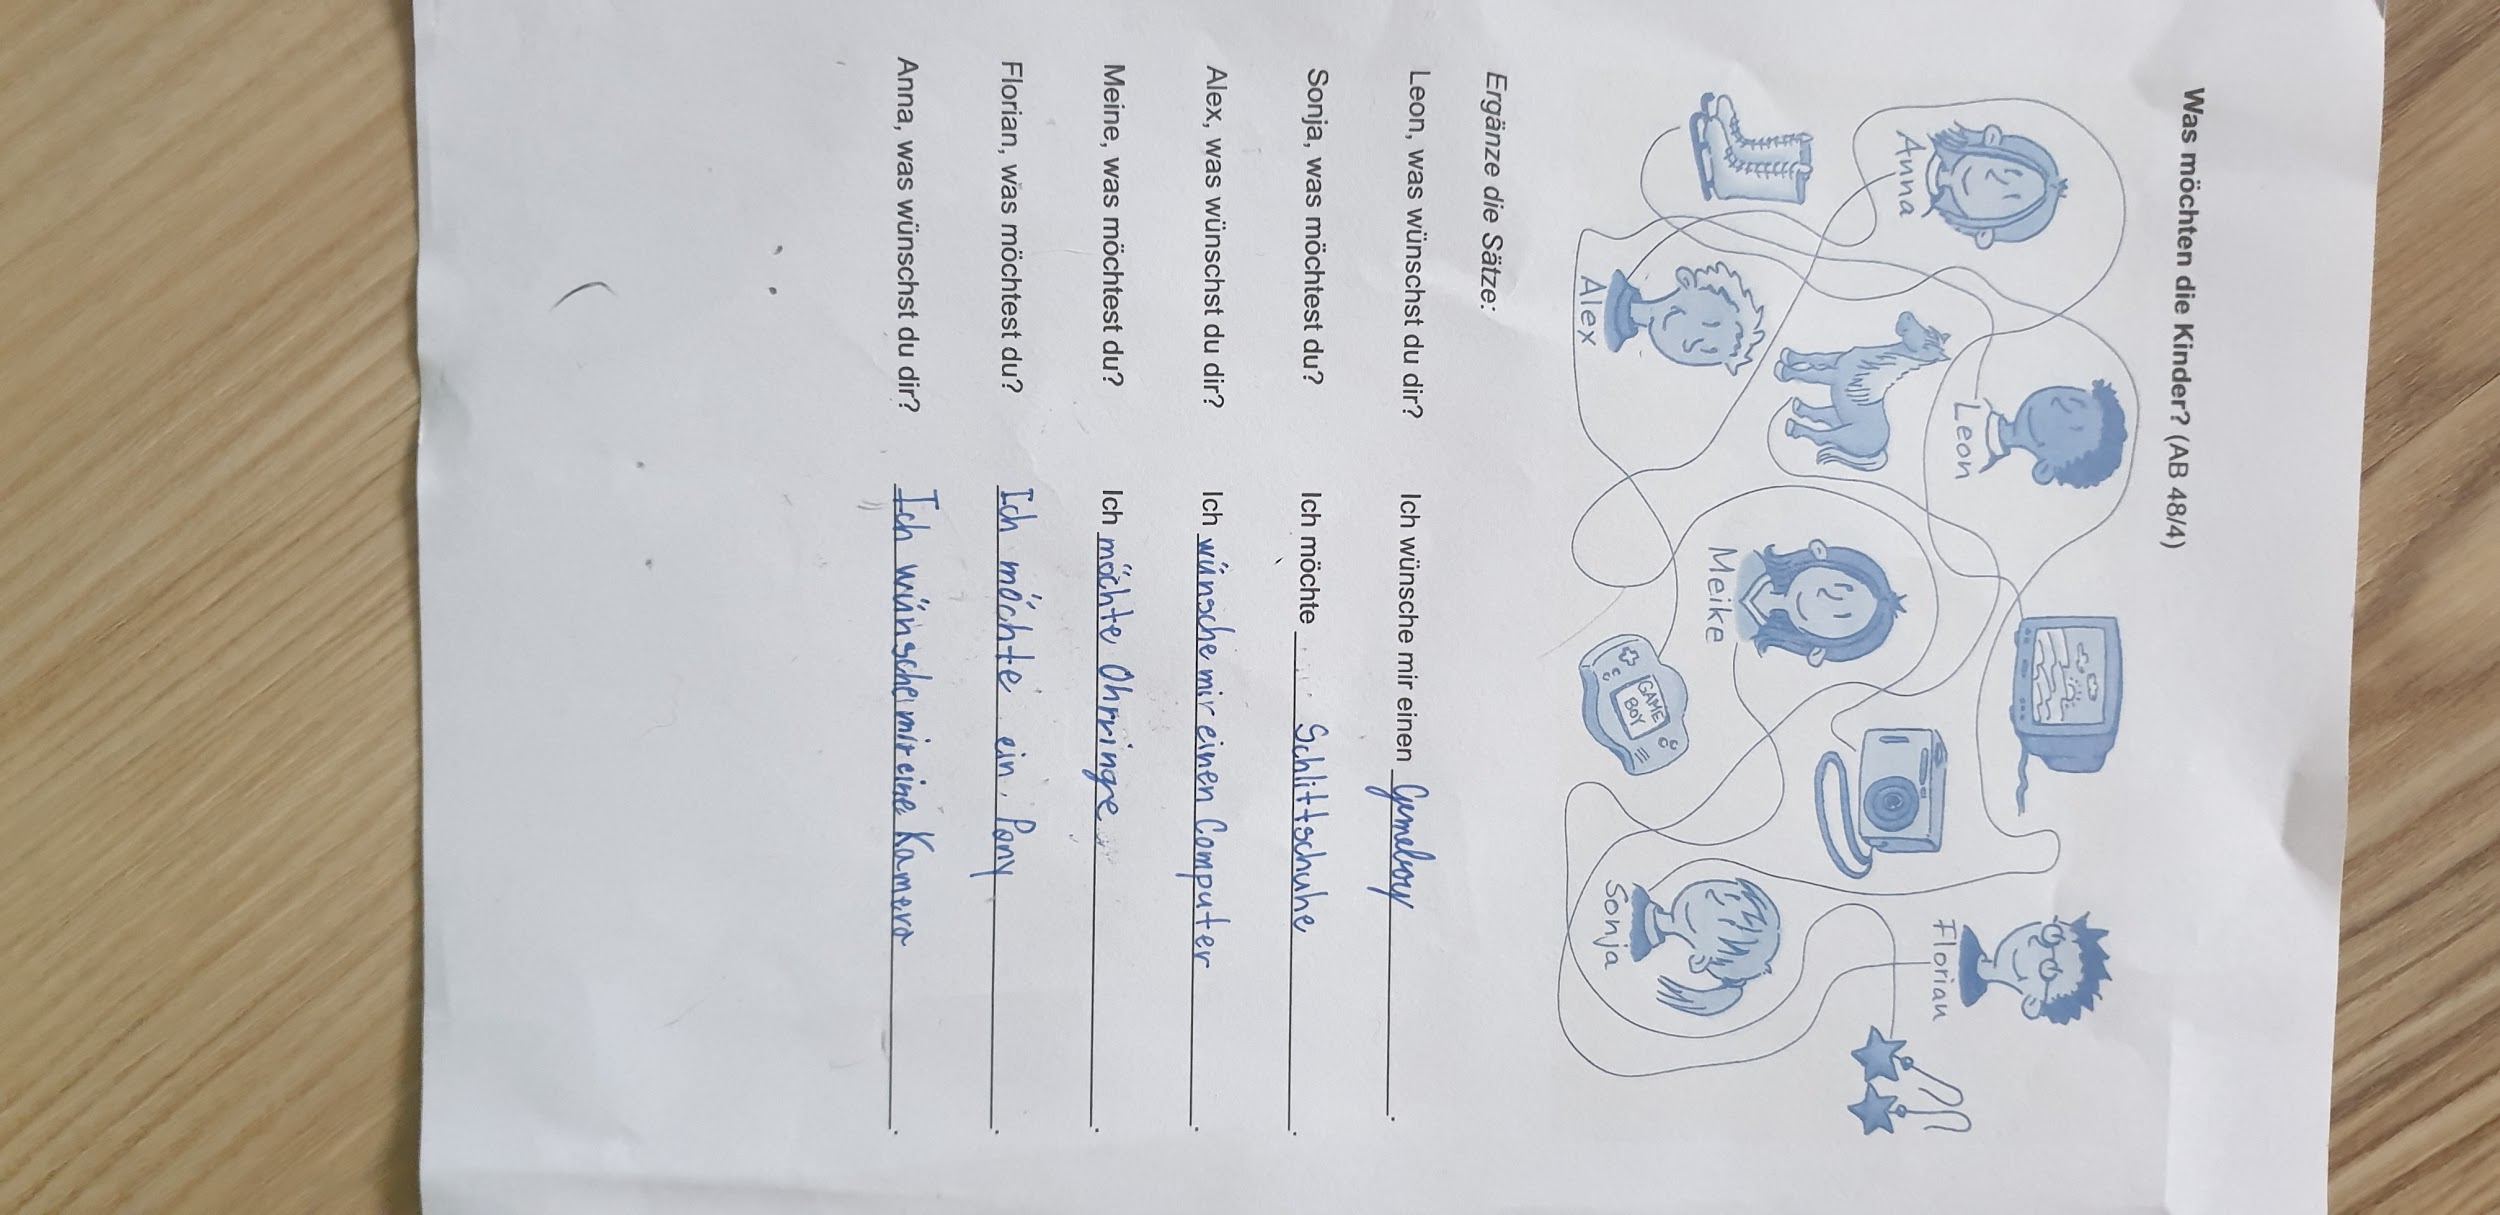 Was möchten die Kinder? (AB 48/4)
Anna
Leon
Florian
Alex
Meike
GAME
BOY
Sonja
Ergänze die Sätze:
Leon, was wünschst du dir? Ich wünsche mir einen Gameboy.
Sonja, was möchtest du? Ich möchte Schlittschuhe.
Alex, was wünschst du dir? Ich wünsche mir einen Computer.
Meine, was möchtest du? Ich möchte Ohrringe.
Florian, was möchtest du? Ich möchte ein Pony.
Anna, was wünschst du dir? Ich wünsche mir eine Kamera.